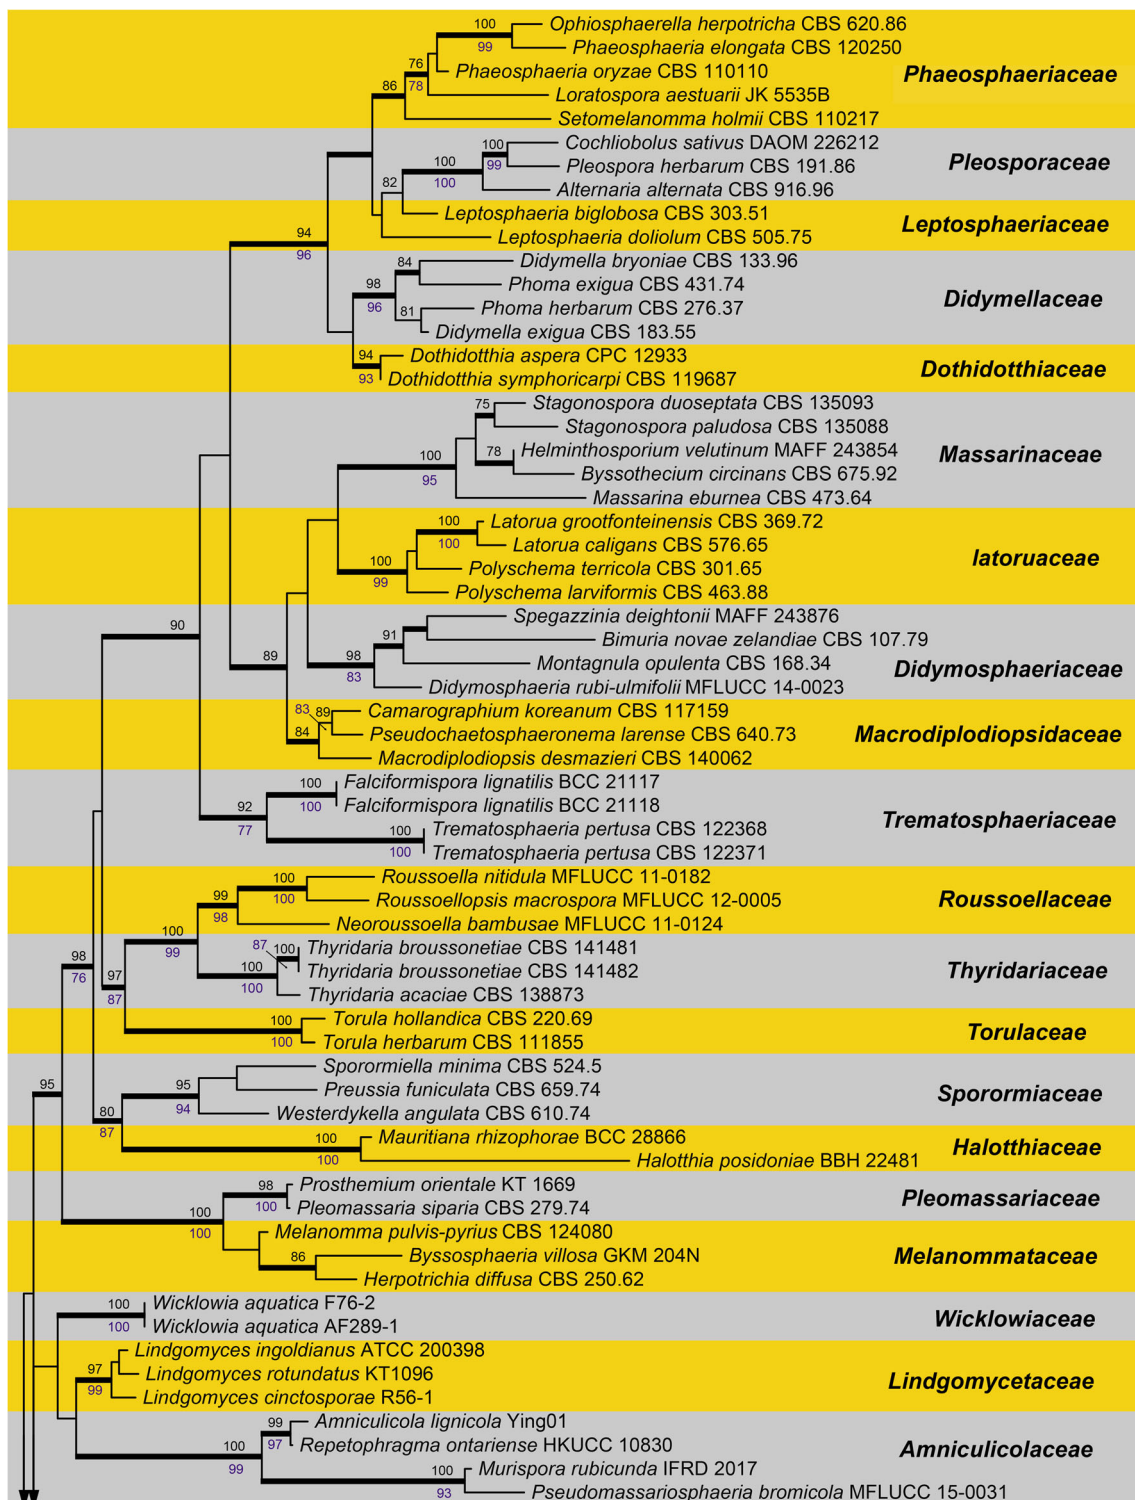 100 Ophiosphaerella herpotricha CBS 620.86
99 Phaeosphaeria elongata CBS 120250
76 Phaeosphaeria oryzae CBS 110110 Phaeosphaeriaceae
86 78 Loratospora aestuarii JK 5535B
Setomelanomma holmii CBS 110217
100 Cochliobolus sativus DAOM 226212
100 99 Pleospora herbarum CBS 191.86 Pleosporaceae
82 100 Alternaria alternata CBS 916.96
Leptosphaeria biglobosa CBS 303.51 Leptosphaeriaceae
94 Leptosphaeria doliolum CBS 505.75
96 84 Didymella bryoniae CBS 133.96
98 Phoma exigua CBS 431.74 Didymellaceae
96 81 Phoma herbarum CBS 276.37
Didymella exigua CBS 183.55
94 Dothidotthia aspera CPC 12933 Dothidotthiaceae
93 Dothidotthia symphoricarpi CBS 119687
75 Stagonospora duoseptata CBS 135093
Stagonospora paludosa CBS 135088
100 78 Helminthosporium velutinum MAFF 243854 Massarinaceae
95 Byssothecium circinans CBS 675.92
Massarina eburnea CBS 473.64
100 Latorua grootfonteinensis CBS 369.72
100 Latorua caligans CBS 576.65 latoruaceae
100 Polyschema terricola CBS 301.65
99 Polyschema larviformis CBS 463.88
Spegazzinia deightonii MAFF 243876
90 91 Bimuria novae zelandiae CBS 107.79
89 98 Montagnula opulenta CBS 168.34 Didymosphaeriaceae
83 Didymosphaeria rubi-ulmifolii MFLUCC 14-0023
83 89 Camarographium koreanum CBS 117159
84 Pseudochaetosphaeronema larense CBS 640.73 Macrodiplodiopsidaceae
Macrodiplodiopsis desmazieri CBS 140062
100 Falciformispora lignatilis BCC 21117
92 100 Falciformispora lignatilis BCC 21118 Trematosphaeriaceae
77 100 Trematosphaeria pertusa CBS 122368
100 Trematosphaeria pertusa CBS 122371
100 Roussoella nitidula MFLUCC 11-0182
99 100 Roussoellopsis macrospora MFLUCC 12-0005 Roussoellaceae
98 Neoroussoella bambusae MFLUCC 11-0124
100 87 100 Thyridaria broussonetiae CBS 141481
98 99 100 Thyridaria broussonetiae CBS 141482 Thyridariaceae
76 97 87 100 Thyridaria acaciae CBS 138873
100 Torula hollandica CBS 220.69 Torulaceae
100 Torula herbarum CBS 111855
Sporormiella minima CBS 524.5
95 95 Preussia funiculata CBS 659.74 Sporormiaceae
94 Westerdykella angulata CBS 610.74
80 87 100 Mauritiana rhizophorae BCC 28866 Halotthiaceae
100 Halotthia posidoniae BBH 22481
98 Prosthemium orientale KT 1669 Pleomassariaceae
100 100 Pleomassaria siparia CBS 279.74
100 Melanomma pulvis-pyrius CBS 124080
86 Byssosphaeria villosa GKM 204N Melanommataceae
Herpotrichia diffusa CBS 250.62
100 Wicklowia aquatica F76-2 Wicklowiaceae
100 Wicklowia aquatica AF289-1
Lindgomyces ingoldianus ATCC 200398
97 Lindgomyces rotundatus KT1096 Lindgomycetaceae
99 Lindgomyces cinctosporae R56-1
99 Amniculicola lignicola Ying01
100 97 Repetophragma ontariense HKUCC 10830 Amniculicolaceae
99 100 Murispora rubicunda IFRD 2017
93 Pseudomassariosphaeria bromicola MFLUCC 15-0031